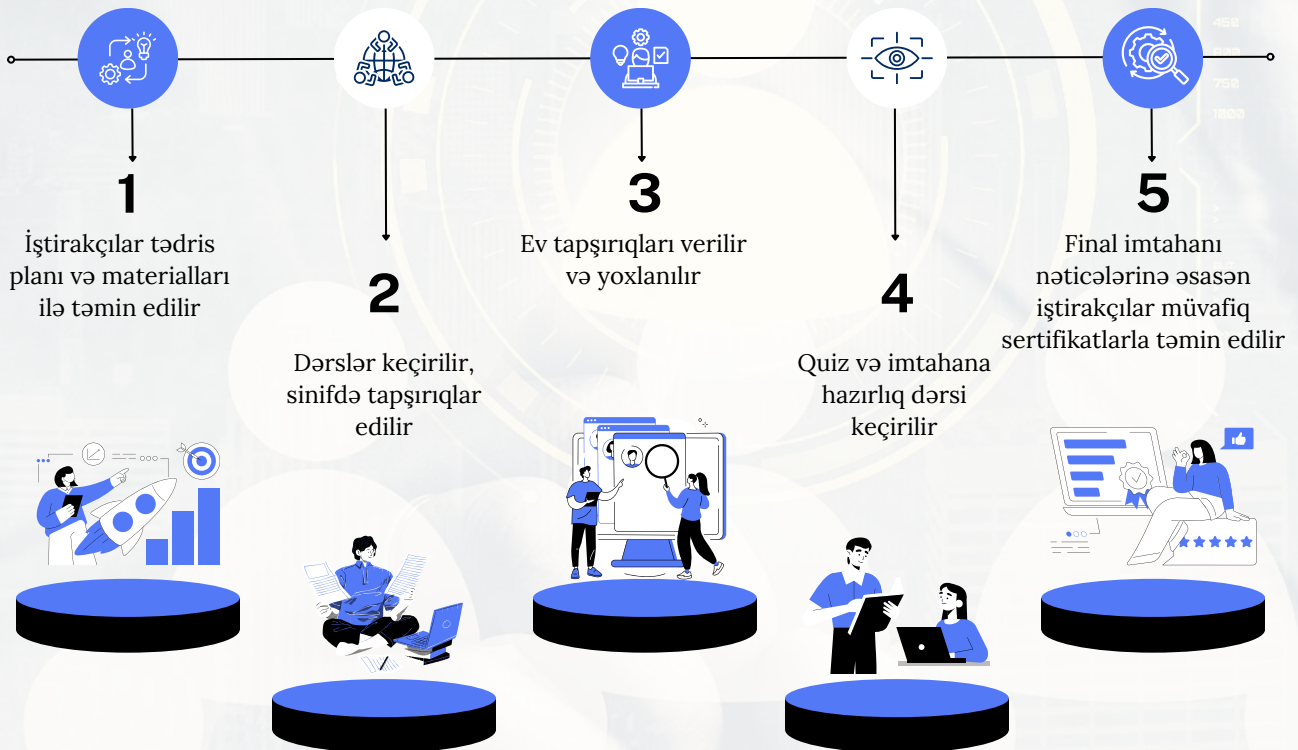 1
İştirakçılar tədris
planı və materialları
ilə təmin edilir
2
Dərslər keçirilir,
sinifdə tapşırıqlar
edilir
3
Ev tapşırıqları verilir
və yoxlanılır
4
Quiz və imtahana
hazırlıq dərsi
keçirilir
5
Final imtahanı
nəticələrinə əsasən
iştirakçılar müvafiq
sertifikatlarla təmin edilir
450
750